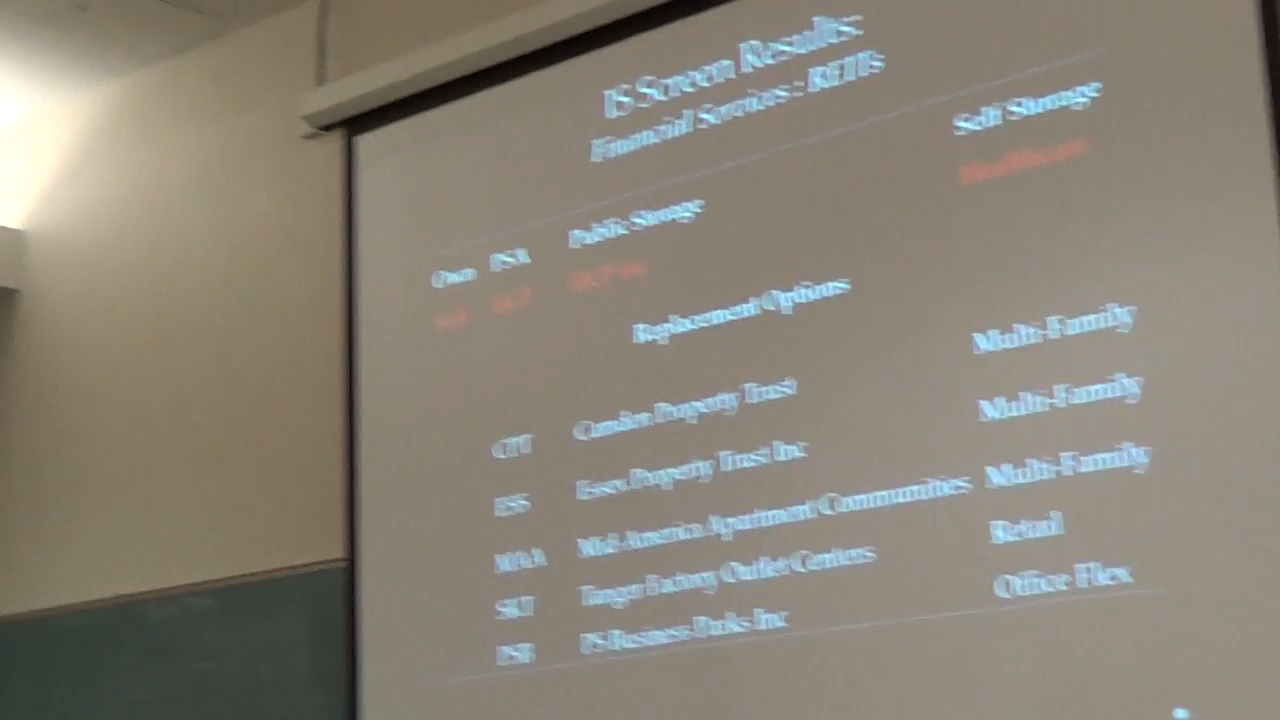 IS Screen Results:
Financial Services : REITs
Own PSA Public Storage Self Storage
Healthcare
Replacement Options
CPT Camden Property Trust Multi-Family
ESS Essex Property Trust Inc Multi-Family
MAA Mid-America Apartment Communities Multi-Family
SKT Tanger Factory Outlet Centers Retail
PSB PS Business Parks Inc Office Flex